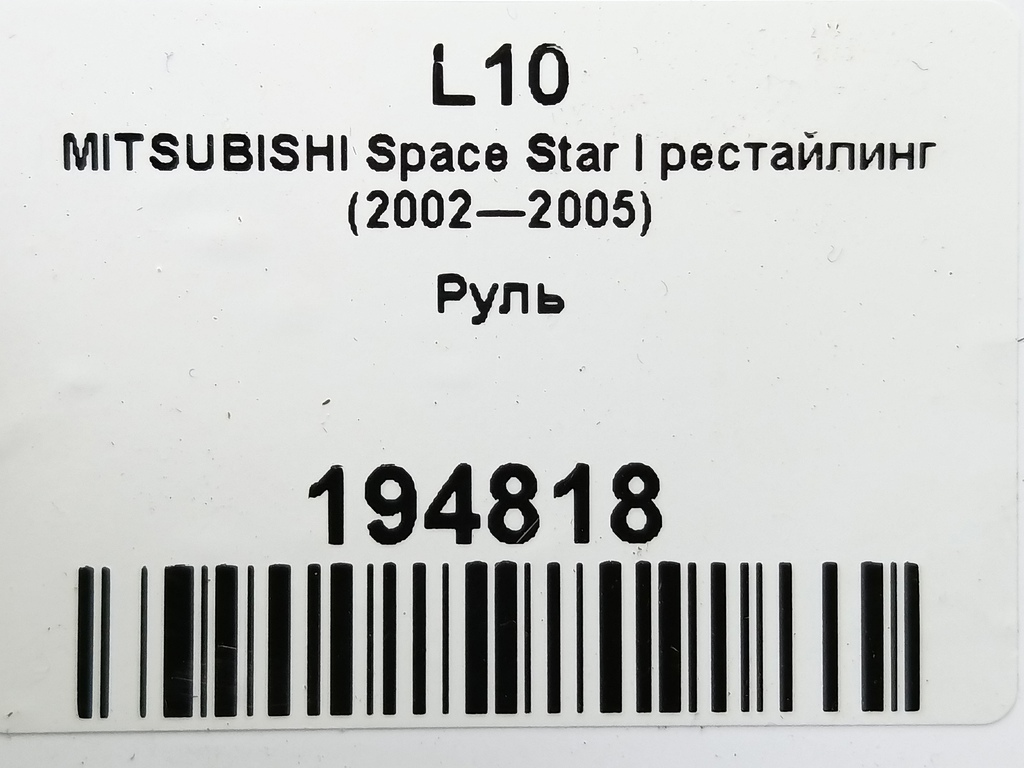 L10
MITSUBISHI Space Star I рестайлинг
(2002—2005)
Руль
194818